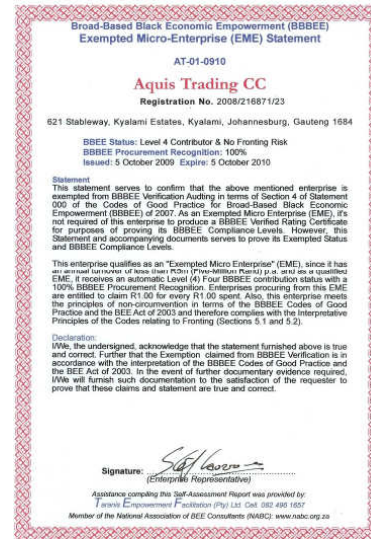 Broad-Based Black Economic Empowerment (BBBEE)
Exempted Micro-Enterprise (EME) Statement
AT-01-0910
Aquis Trading CC
Registration No. 2008/216871/23
621 Stableway, Kyalami Estates, Kyalami, Johannesburg, Gauteng 1684
BBEE Status: Level 4 Contributor & No Fronting Risk
BBBEE Procurement Recognition: 100%
Issued: 5 October 2009 Expire: 5 October 2010
Statement
This statement serves to confirm that the above mentioned enterprise is
exempted from BBBEE Verification Audting in terms of Section 4 of Statement
000 of the Codes of Good Practice for Broad-Based Black Economic
Empowerment (BBBEE) of 2007. As an Exempted Micro Enterprise (EME), it's
not required of this enterprise to produce a BBBEE Verified Rating Certificate
for purposes of proving its BBBEE Compliance Levels. However, this
Statement and accompanying documents serves to prove its Exempted Status
and BBBEE Compliance Levels.
This enterprise qualifies as an "Exempted Micro Enterprise" (EME), since it has
an annual turnover of less than R5m (Five-Million Rand) p.a. and as a qualified
EME, it receives an automatic Level (4) Four BBBEE contribution status with a
100% BBBEE Procurement Recognition. Enterprises procuring from this EME
are entitled to claim R1.00 for every R1.00 spent. Also, this enterprise meets
the principles of non-circumvention in terms of the BBBEE Codes of Good
Practice and the BEE Act of 2003 and therefore complies with the Interpretative
Principles of the Codes relating to Fronting (Sections 5.1 and 5.2).
Declaration:
I/We, the undersigned, acknowledge that the statement furnished above is true
and correct. Further that the Exemption claimed from BBBEE Verification is in
accordance with the interpretation of the BBBEE Codes of Good Practice and
the BEE Act of 2003. In the event of further documentary evidence required,
I/We will furnish such documentation to the satisfaction of the requester to
prove that these claims and statement are true and correct.
Signature:
(Enterprise Representative)
Assistance compiling this Self-Assessment Report was provided by:
Taranis Empowerment Facilitation (Pty) Ltd. Cell: 082 498 1657
Member of the National Association of BEE Consultants (NABC): www.nabc.org.za